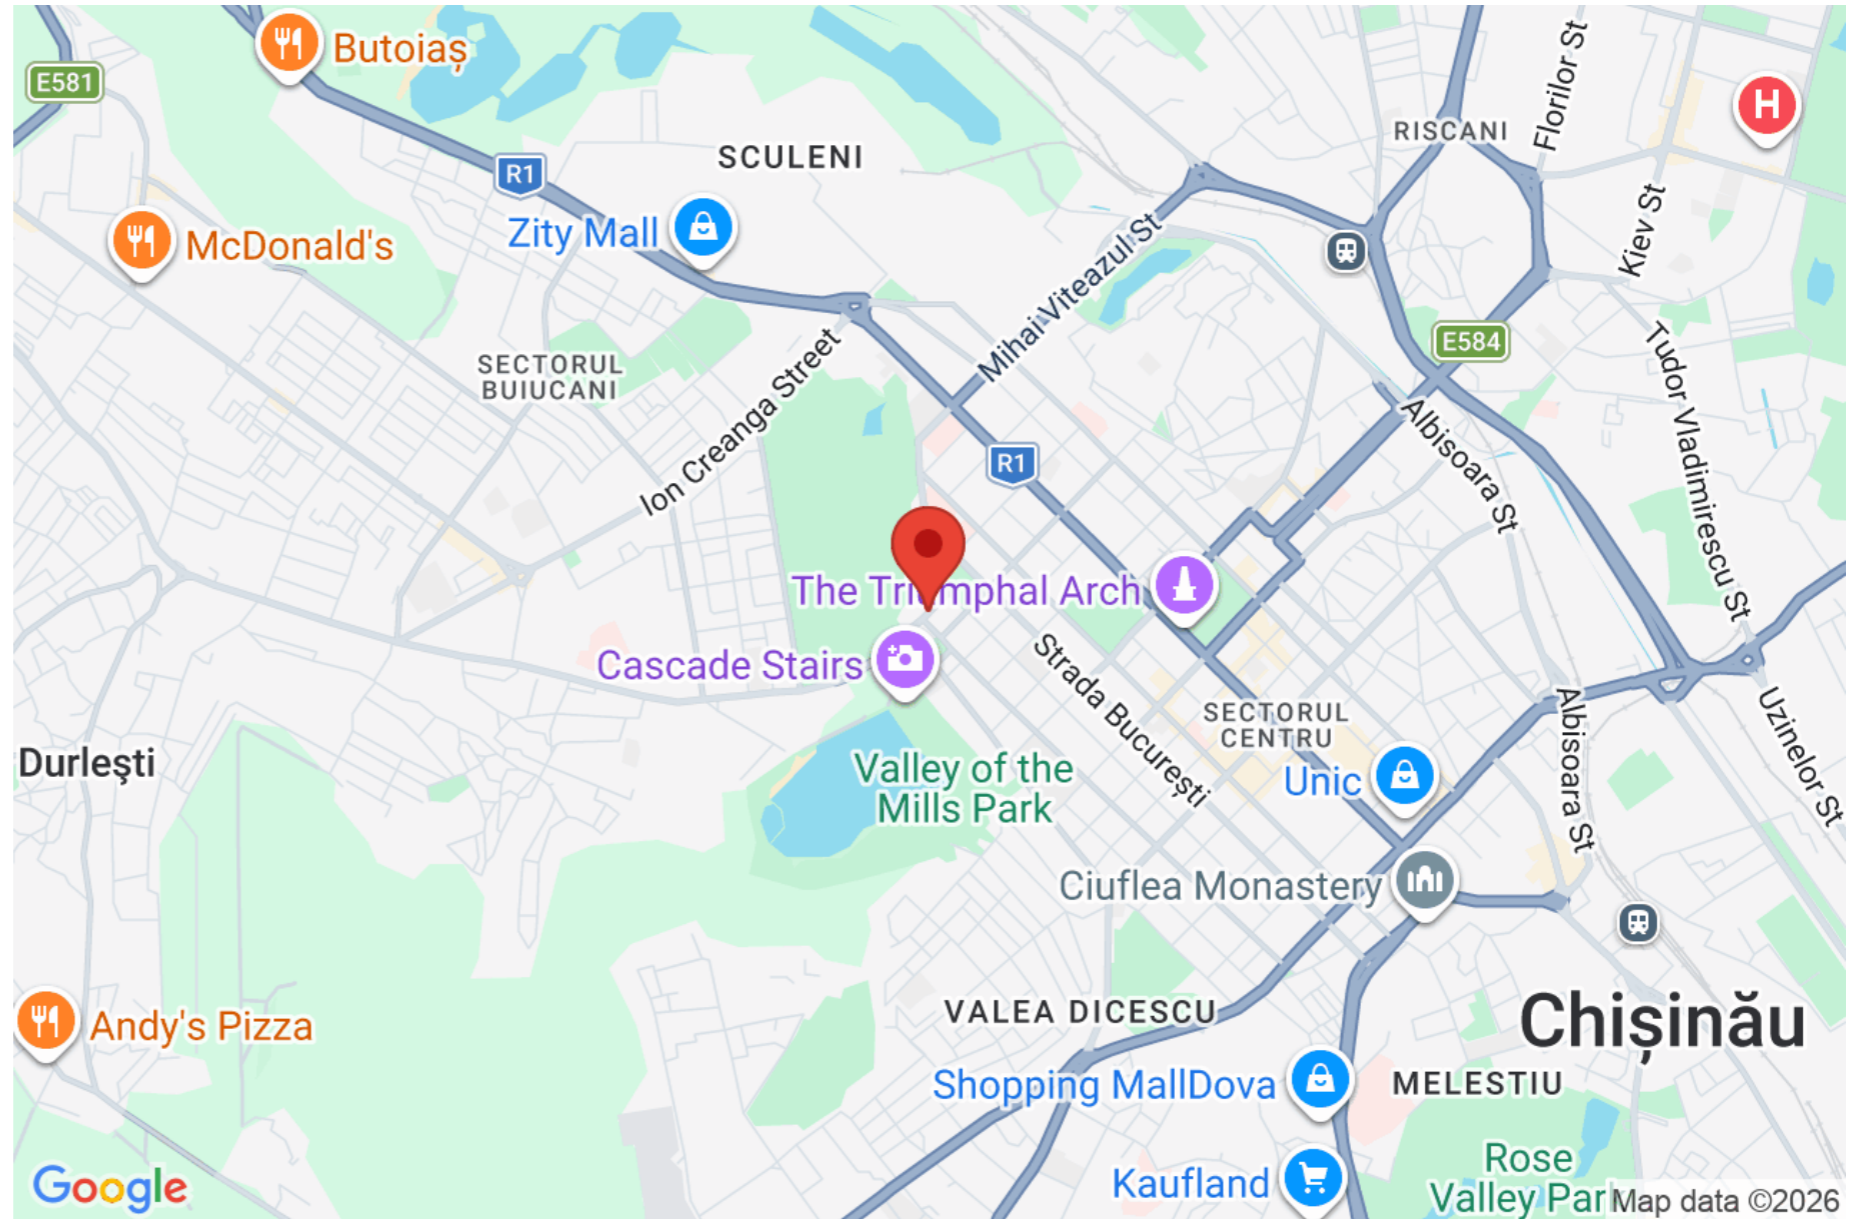 Butoiaș
E581
Florilor St
H
RISCANI
SCULENI
R1
Kiev St
Zity Mall
McDonald's
Mihai Viteazul St
E584
SECTORUL
BUIUCANI
Ion Creanga Street
Tudor Vladimirescu St
Albisoara St
R1
The Triumphal Arch
Cascade Stairs
Strada București
SECTORUL
CENTRU
Albisoara St
Uzinelor St
Durleşti
Valley of the
Mills Park
Unic
Ciuflea Monastery
VALEA DICESCU
Chișinău
Andy's Pizza
Shopping MallDova
MELESTIU
Rose
Valley Par
Kaufland
Google
Map data ©2026